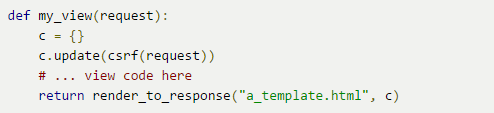 def my_view(request):
    c = {}
    c.update(csrf(request))
    # ... view code here
    return render_to_response("a_template.html", c)